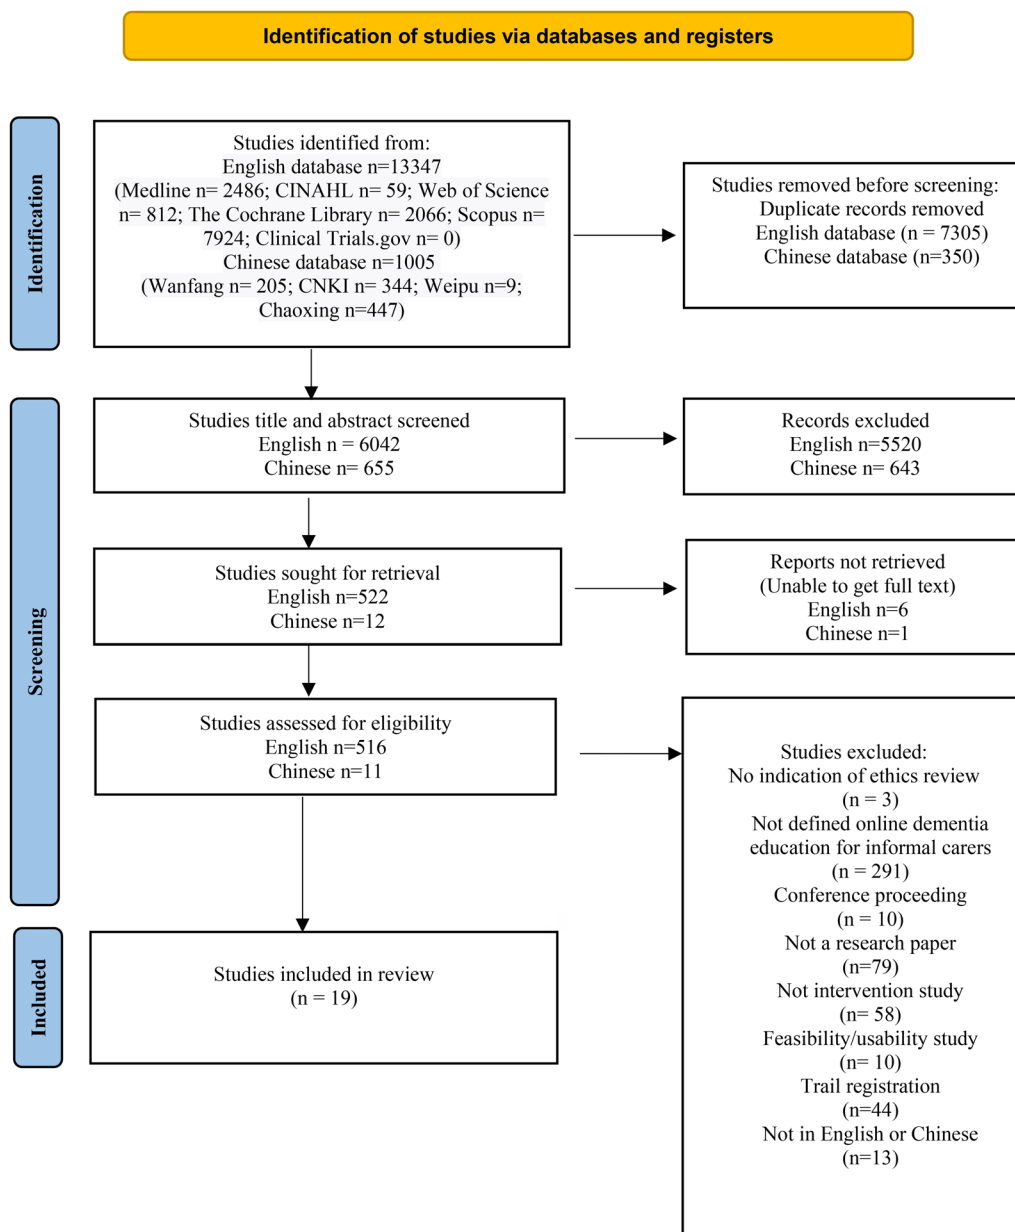 Identification of studies via databases and registers
Identification
Studies identified from:
English database n=13347
(Medline n= 2486; CINAHL n= 59; Web of Science
n= 812; The Cochrane Library n= 2066; Scopus n=
7924; Clinical Trials.gov n= 0)
Chinese database n=1005
(Wanfang n= 205; CNKI n= 344; Weipu n=9;
Chaoxing n=447)
Studies removed before screening:
Duplicate records removed
English database (n = 7305)
Chinese database (n=350)
Screening
Studies title and abstract screened
English n = 6042
Chinese n= 655
Records excluded
English n=5520
Chinese n= 643
Studies sought for retrieval
English n=522
Chinese n=12
Reports not retrieved
(Unable to get full text)
English n=6
Chinese n=1
Studies assessed for eligibility
English n=516
Chinese n=11
Studies excluded:
No indication of ethics review
(n = 3)
Not defined online dementia
education for informal carers
(n = 291)
Conference proceeding
(n = 10)
Not a research paper
(n=79)
Not intervention study
(n= 58)
Feasibility/usability study
(n= 10)
Trail registration
(n=44)
Not in English or Chinese
(n=13)
Included
Studies included in review
(n = 19)